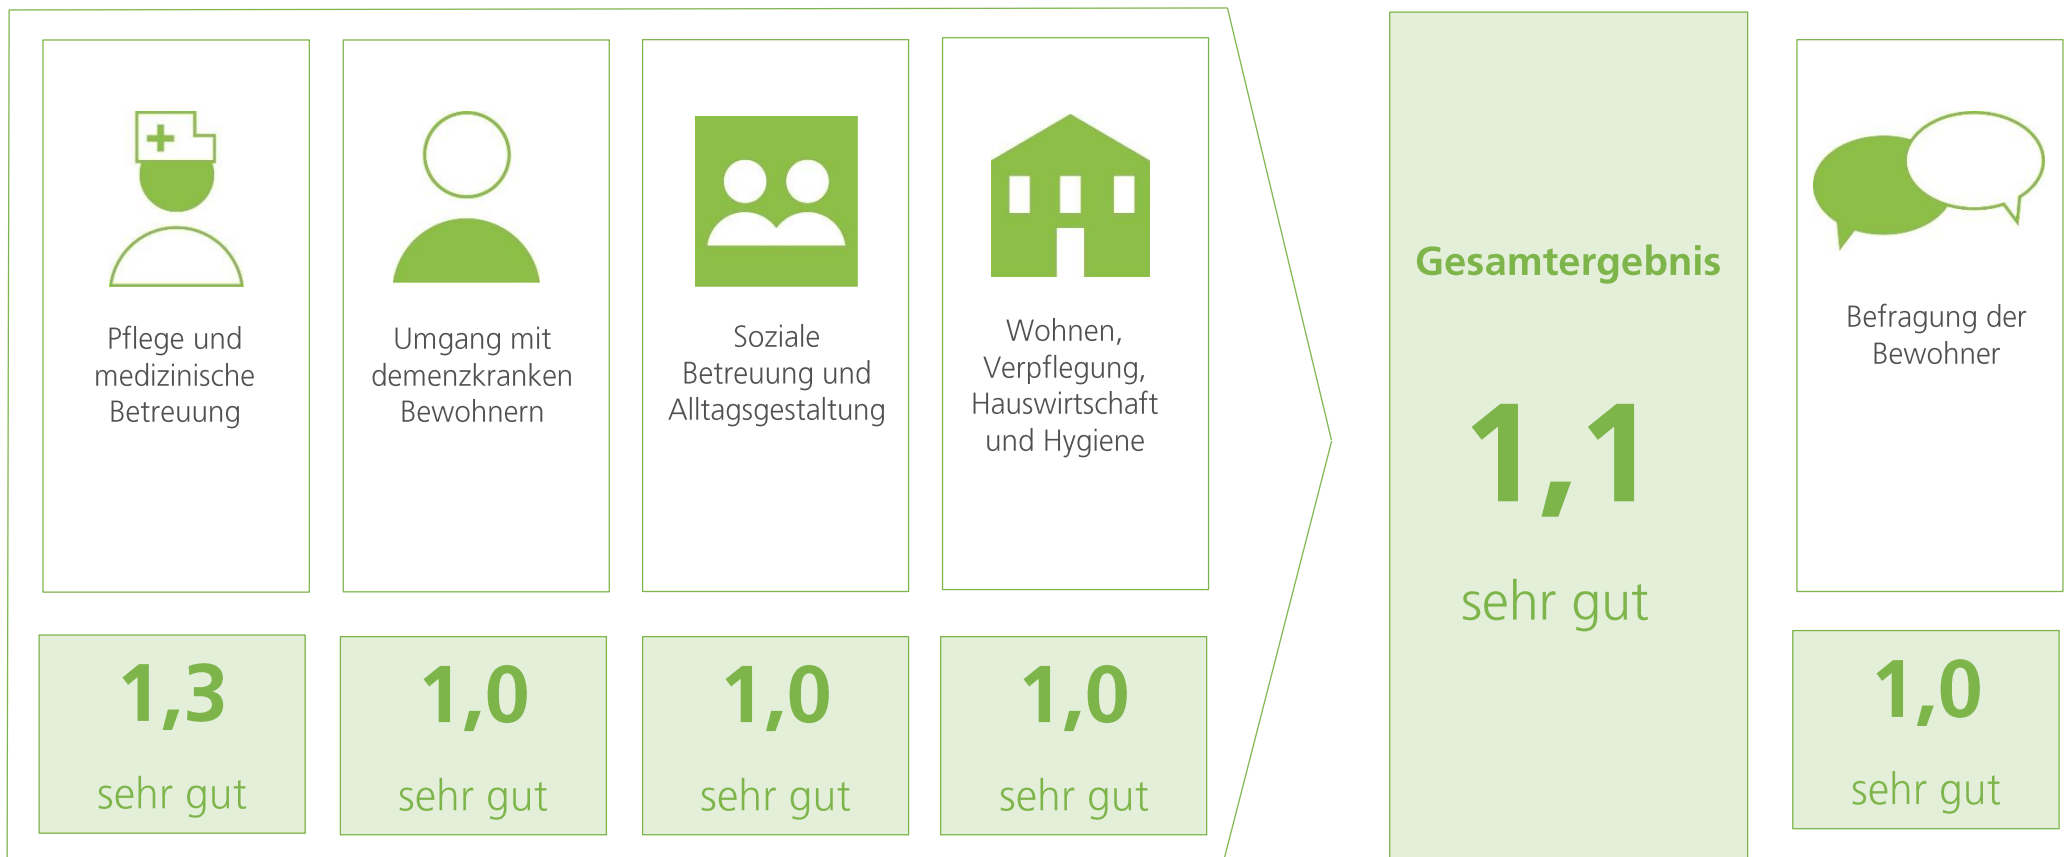 Pflege und
medizinische
Betreuung
1,3
sehr gut
Umgang mit
demenzkranken
Bewohnern
1,0
sehr gut
Soziale
Betreuung und
Alltagsgestaltung
1,0
sehr gut
Wohnen,
Verpflegung,
Hauswirtschaft
und Hygiene
1,0
sehr gut
Gesamtergebnis
1,1
sehr gut
Befragung der
Bewohner
1,0
sehr gut